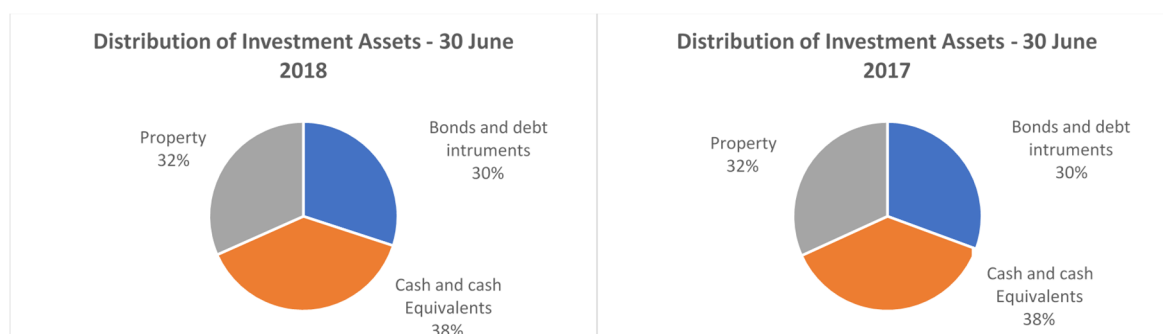 Distribution of Investment Assets - 30 June
2018
Property
32%
Bonds and debt
intruments
30%
Cash and cash
Equivalents
38%
Distribution of Investment Assets - 30 June
2017
Property
32%
Bonds and debt
intruments
30%
Cash and cash
Equivalents
38%